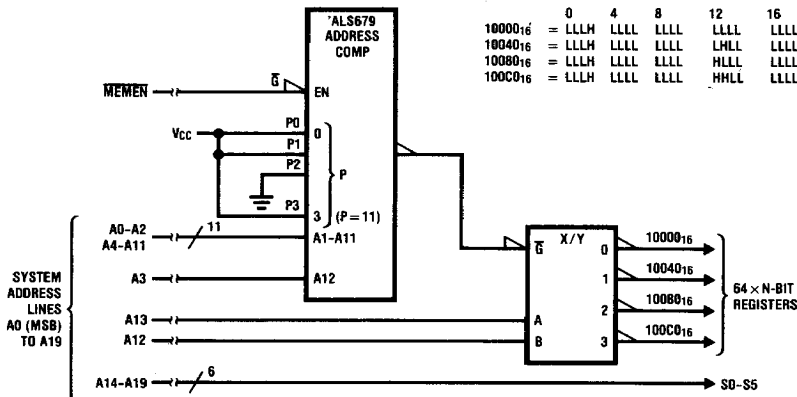 'ALS679
ADDRESS
COMP
0 4 8 12 16
10000₁₆ = LLLH LLLL LLLL LLLL LLLL
10040₁₆ = LLLH LLLL LLLL LHLL LLLL
10080₁₆ = LLLH LLLL LLLL HLLL LLLL
100C0₁₆ = LLLH LLLL LLLL HHLL LLLL
M̅E̅M̅E̅N̅
G̅
EN
VCC
P0
0
P1
P2
P
P3
3 (P=11)
A0-A2
A4-A11
11
A1-A11
A3
A12
SYSTEM
ADDRESS
LINES
A0 (MSB)
TO A19
A13
A12
A14-A19
6
X/Y
G̅
A
B
0
1
2
3
10000₁₆
10040₁₆
10080₁₆
100C0₁₆
64 × N-BIT
REGISTERS
S0-S5